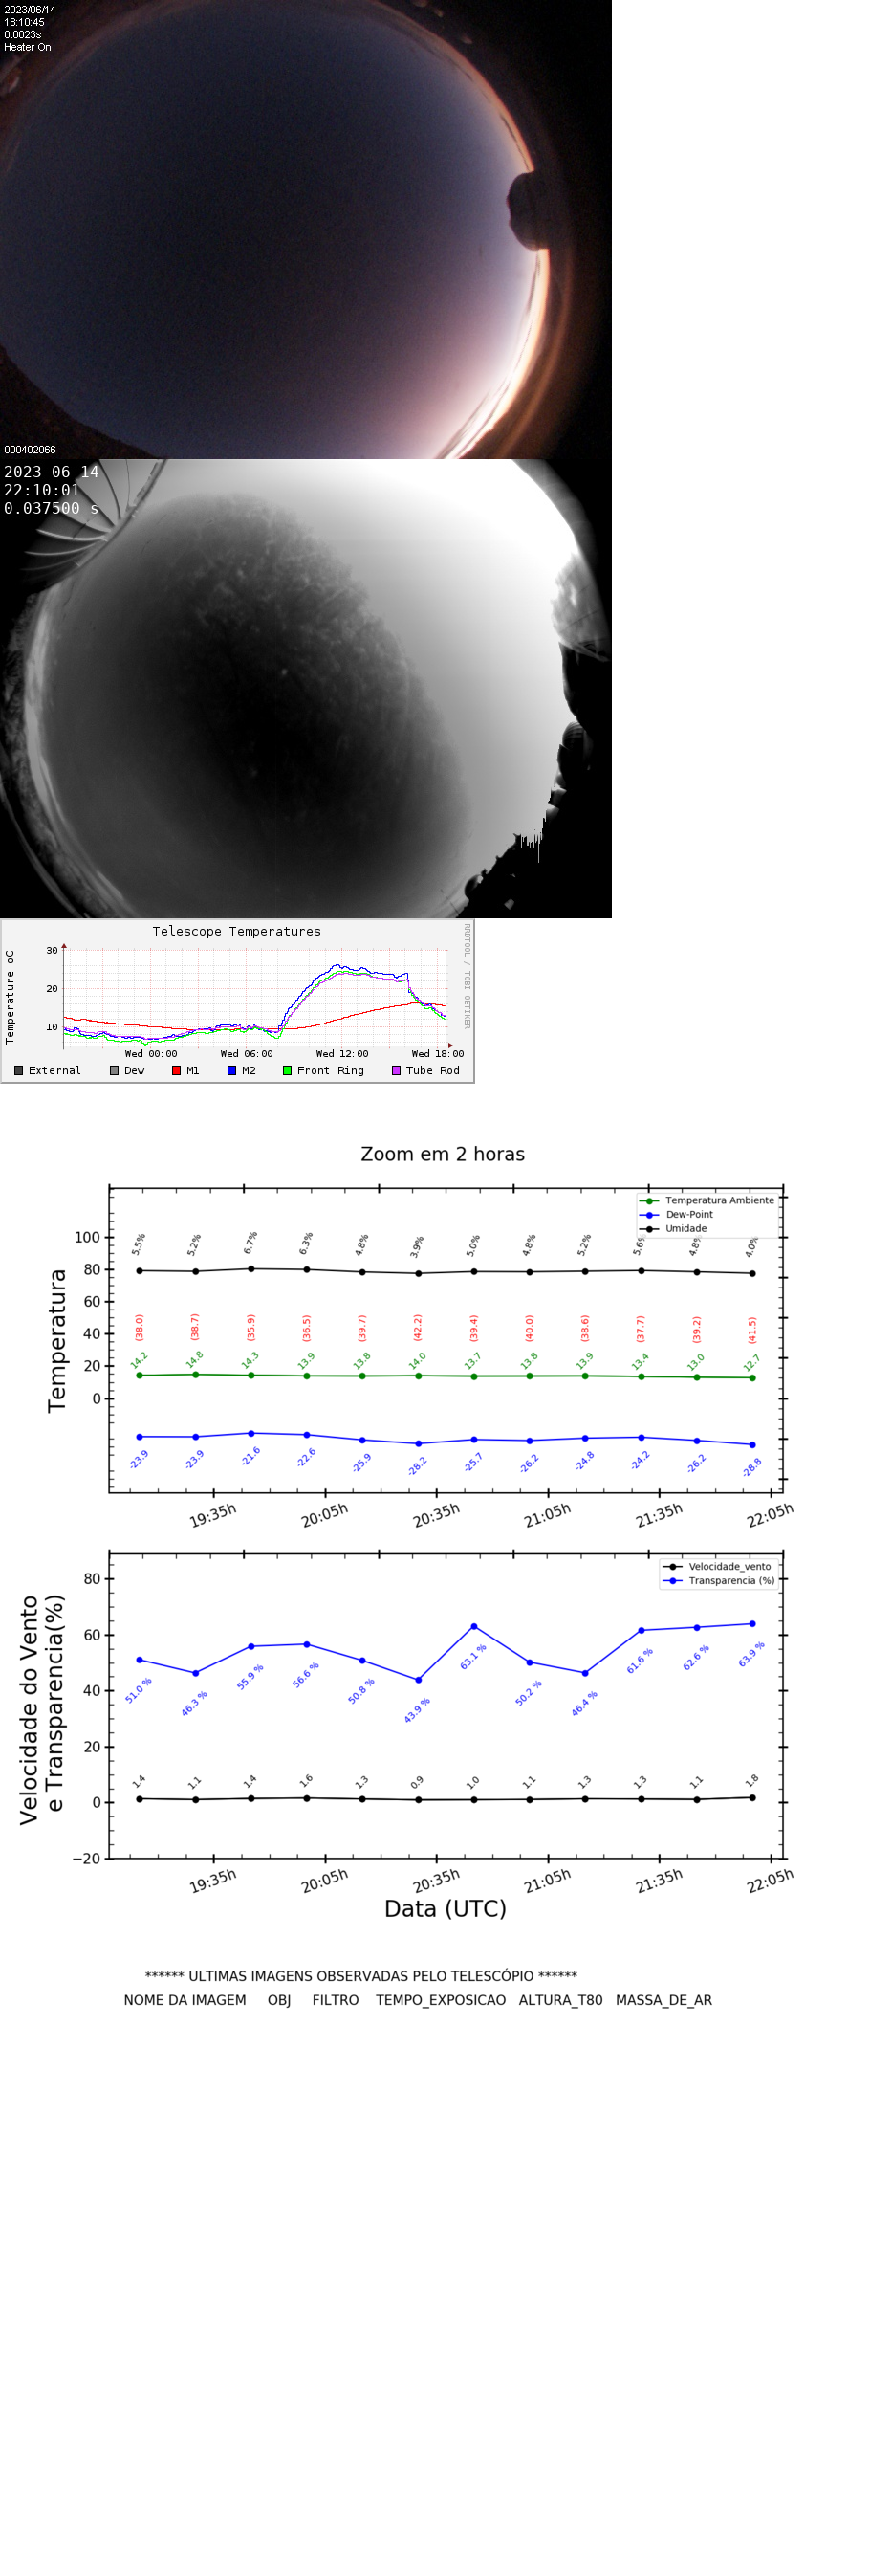 2023/06/14
18:10:45
0.0023s
Heater On
000402066
2023-06-14
22:10:01
0.037500 s
Telescope Temperatures
RRDTOOL / TOBI OETIKER
Temperature oC
30
20
10
Wed 00:00 Wed 06:00 Wed 12:00 Wed 18:00
External Dew M1 M2 Front Ring Tube Rod
Zoom em 2 horas
Temperatura Ambiente
Dew-Point
Umidade
Temperatura
100
80
60
40
20
0
5.5% 5.2% 6.7% 6.3% 4.8% 3.9% 5.0% 4.8% 5.2% 5.6% 4.8% 4.0%
(38.0) (38.7) (35.9) (36.5) (39.7) (42.2) (39.4) (40.0) (38.6) (37.7) (39.2) (41.5)
14.2 14.8 14.3 13.9 13.8 14.0 13.7 13.8 13.9 13.4 13.0 12.7
-23.9 -23.9 -21.6 -22.6 -25.9 -28.2 -25.7 -26.2 -24.8 -24.2 -26.2 -28.8
19:35h 20:05h 20:35h 21:05h 21:35h 22:05h
Velocidade_vento
Transparencia (%)
Velocidade do Vento
e Transparencia(%)
80
60
40
20
0
−20
51.0 % 46.3 % 55.9 % 56.6 % 50.8 % 43.9 % 63.1 % 50.2 % 46.4 % 61.6 % 62.6 % 63.9 %
1.4 1.1 1.4 1.6 1.3 0.9 1.0 1.1 1.3 1.3 1.1 1.8
19:35h 20:05h 20:35h 21:05h 21:35h 22:05h
Data (UTC)
****** ULTIMAS IMAGENS OBSERVADAS PELO TELESCÓPIO ******
NOME DA IMAGEM OBJ FILTRO TEMPO_EXPOSICAO ALTURA_T80 MASSA_DE_AR